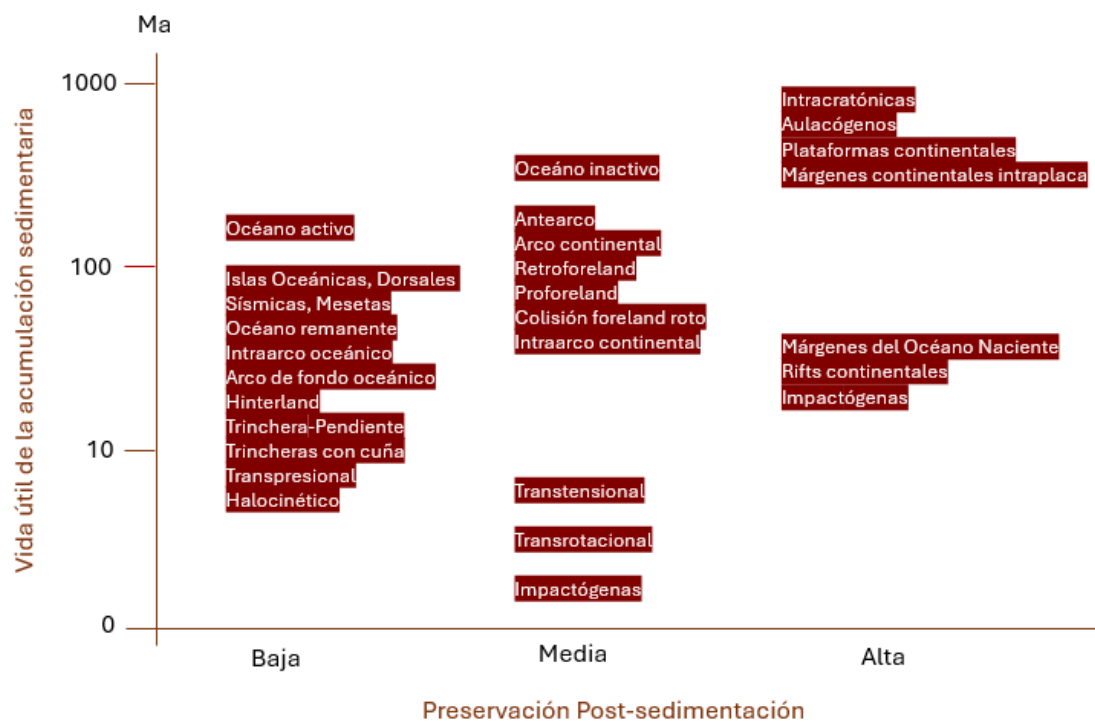 Ma
1000
100
10
0
Vida útil de la acumulación sedimentaria
Océano activo
Islas Oceánicas, Dorsales
Sísmicas, Mesetas
Océano remanente
Intraarco oceánico
Arco de fondo oceánico
Hinterland
Trinchera-Pendiente
Trincheras con cuña
Transpresional
Halocinético
Oceáno inactivo
Antearco
Arco continental
Retroforeland
Proforeland
Colisión foreland roto
Intraarco continental
Transtensional
Transrotacional
Impactógenas
Intracratónicas
Aulacógenos
Plataformas continentales
Márgenes continentales intraplaca
Márgenes del Océano Naciente
Rifts continentales
Impactógenas
Baja
Media
Alta
Preservación Post-sedimentación